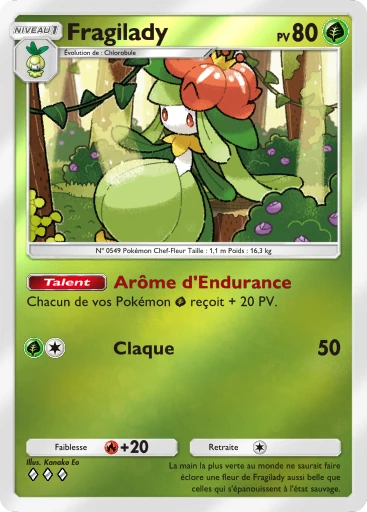 NIVEAU 1
Fragilady
PV 80
Évolution de : Chlorobule
N° 0549 Pokémon Chef-Fleur Taille : 1,1 m Poids : 16,3 kg
Talent Arôme d'Endurance
Chacun de vos Pokémon reçoit + 20 PV.
Claque 50
Faiblesse +20 Retraite
Illus. Kanako Eo
La main la plus verte au monde ne saurait faire
éclore une fleur de Fragilady aussi belle que
celles qui s'épanouissent à l'état sauvage.